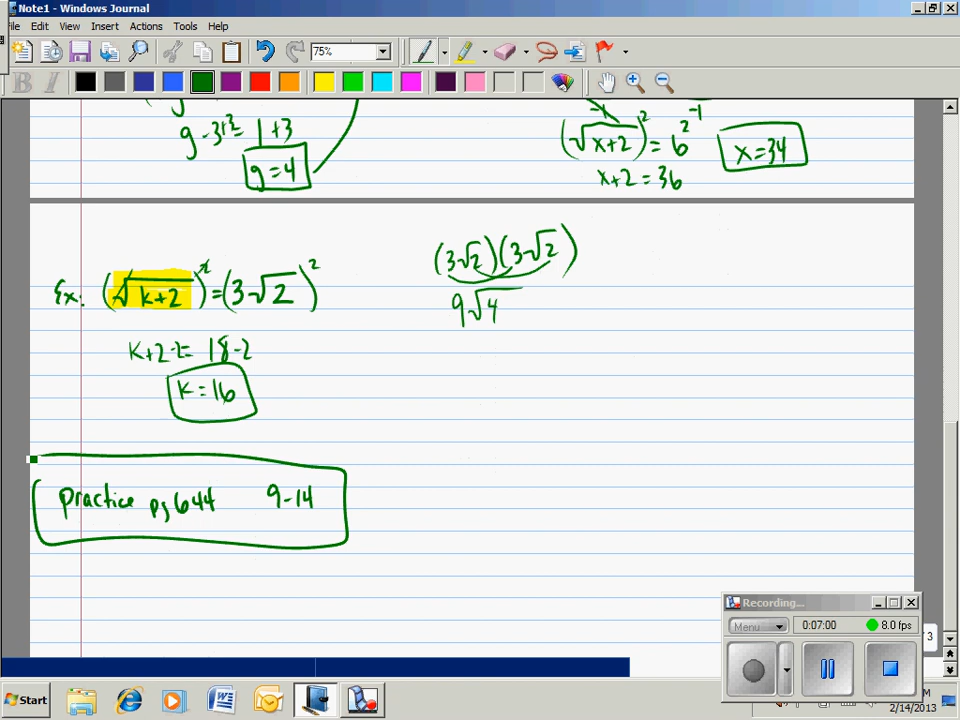 Note1 - Windows Journal
File Edit View Insert Actions Tools Help
75%
B I
g - 3+3 = 1 + 3
g = 4
-1
(√x+2)² = 6²⁻¹
x = 34
x+2 = 36
Ex: (√k+2)² = (3√2)²
(3√2)(3√2)
9√4
k+2-2 = 18-2
k = 16
practice pg 644 9-14
Recording...
Menu 0:07:00 8.0 fps
Start
2/14/2013